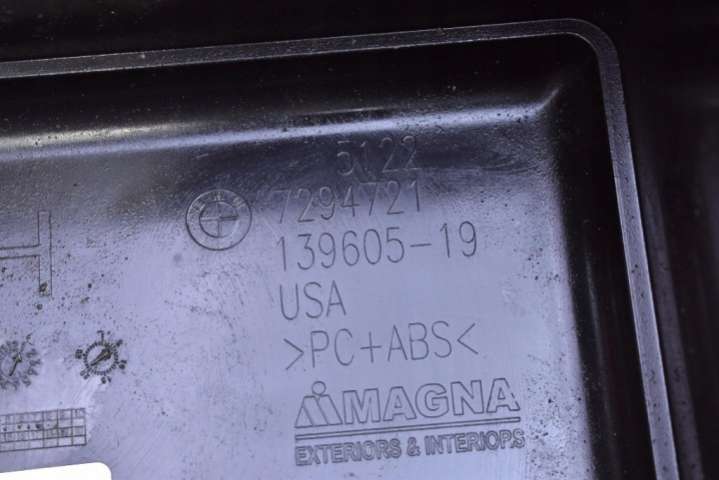 5122
7294721
139605-19
USA
>PC+ABS<
MAGNA
EXTERIORS & INTERIORS